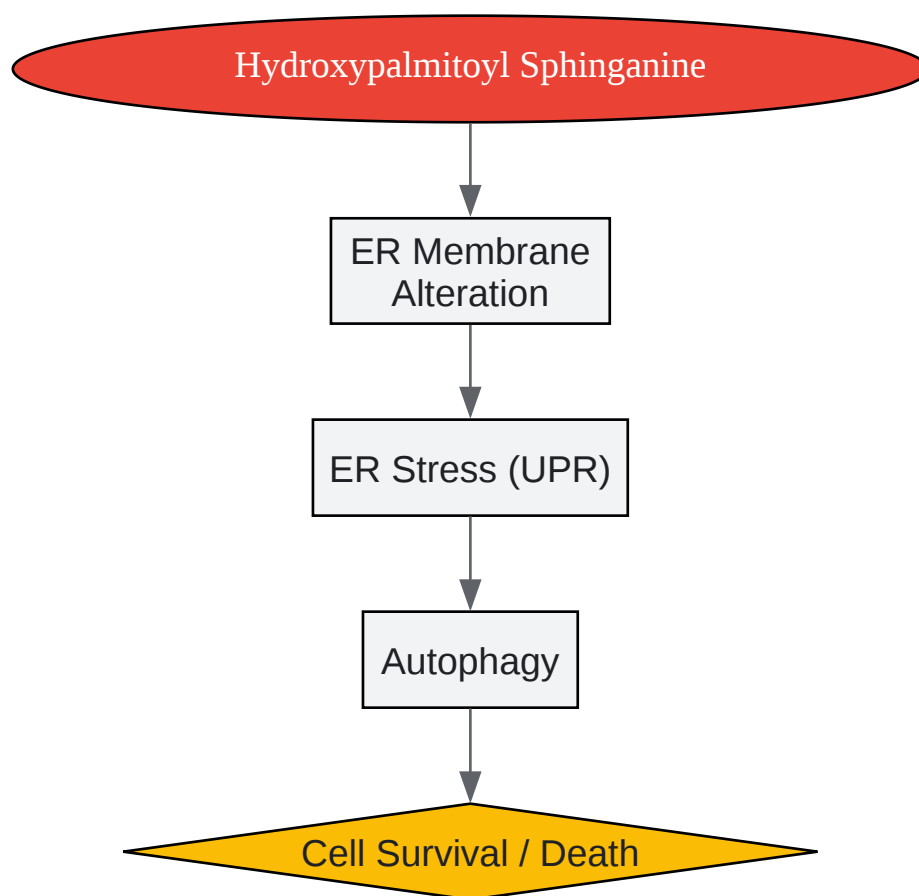 Hydroxypalmitoyl Sphinganine
ER Membrane
Alteration
ER Stress (UPR)
Autophagy
Cell Survival / Death